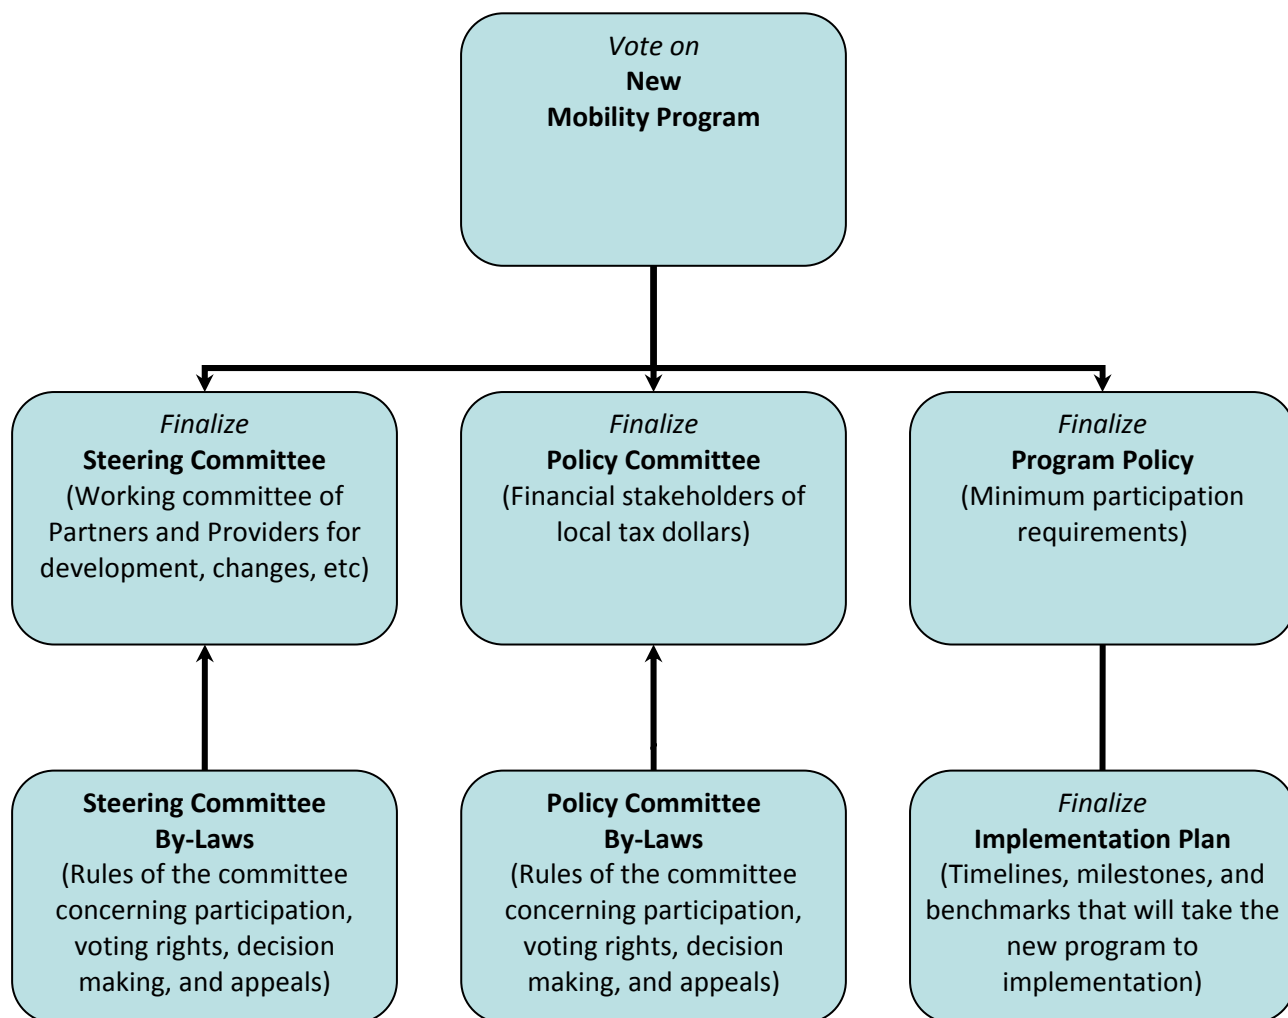 Vote on
New
Mobility Program
Finalize
Steering Committee
(Working committee of
Partners and Providers for
development, changes, etc)
Finalize
Policy Committee
(Financial stakeholders of
local tax dollars)
Finalize
Program Policy
(Minimum participation
requirements)
Steering Committee
By-Laws
(Rules of the committee
concerning participation,
voting rights, decision
making, and appeals)
Policy Committee
By-Laws
(Rules of the committee
concerning participation,
voting rights, decision
making, and appeals)
Finalize
Implementation Plan
(Timelines, milestones, and
benchmarks that will take the
new program to
implementation)